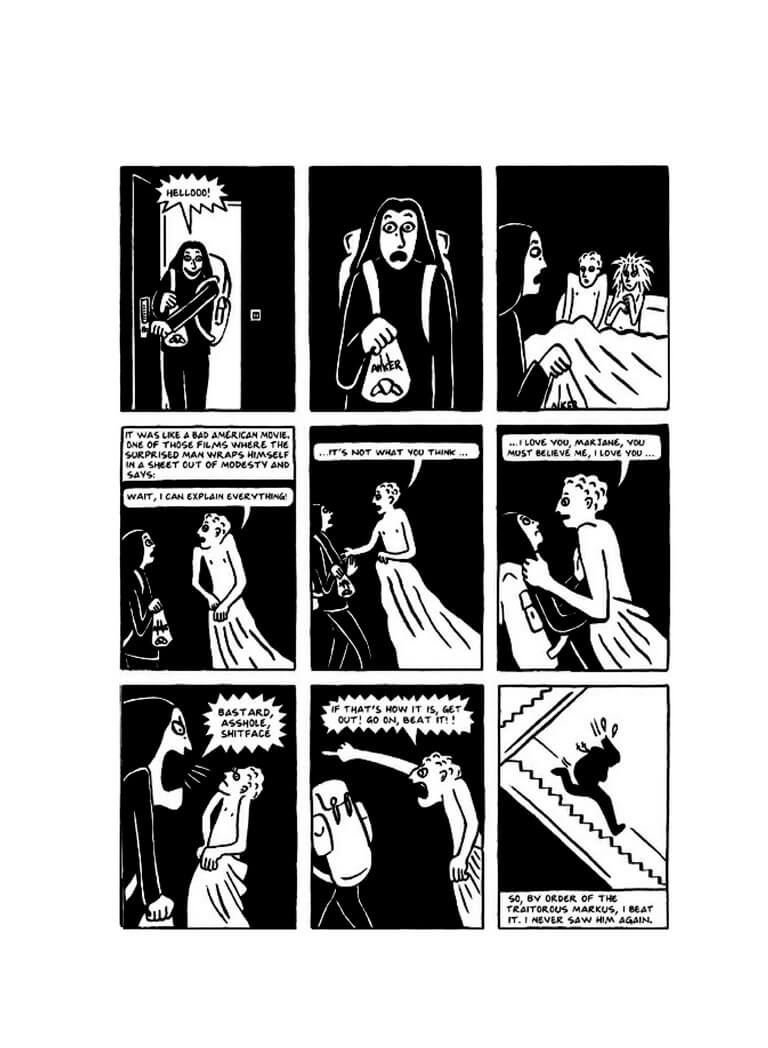 HELLOOO!
ANKER
ANKER
IT WAS LIKE A BAD AMERICAN MOVIE.
ONE OF THOSE FILMS WHERE THE
SURPRISED MAN WRAPS HIMSELF
IN A SHEET OUT OF MODESTY AND
SAYS:
WAIT, I CAN EXPLAIN EVERYTHING!
...IT'S NOT WHAT YOU THINK ...
...I LOVE YOU, MARJANE, YOU
MUST BELIEVE ME, I LOVE YOU ...
BASTARD,
ASSHOLE,
SHITFACE
IF THAT'S HOW IT IS, GET
OUT! GO ON, BEAT IT! !
SO, BY ORDER OF THE
TRAITOROUS MARKUS, I BEAT
IT. I NEVER SAW HIM AGAIN.